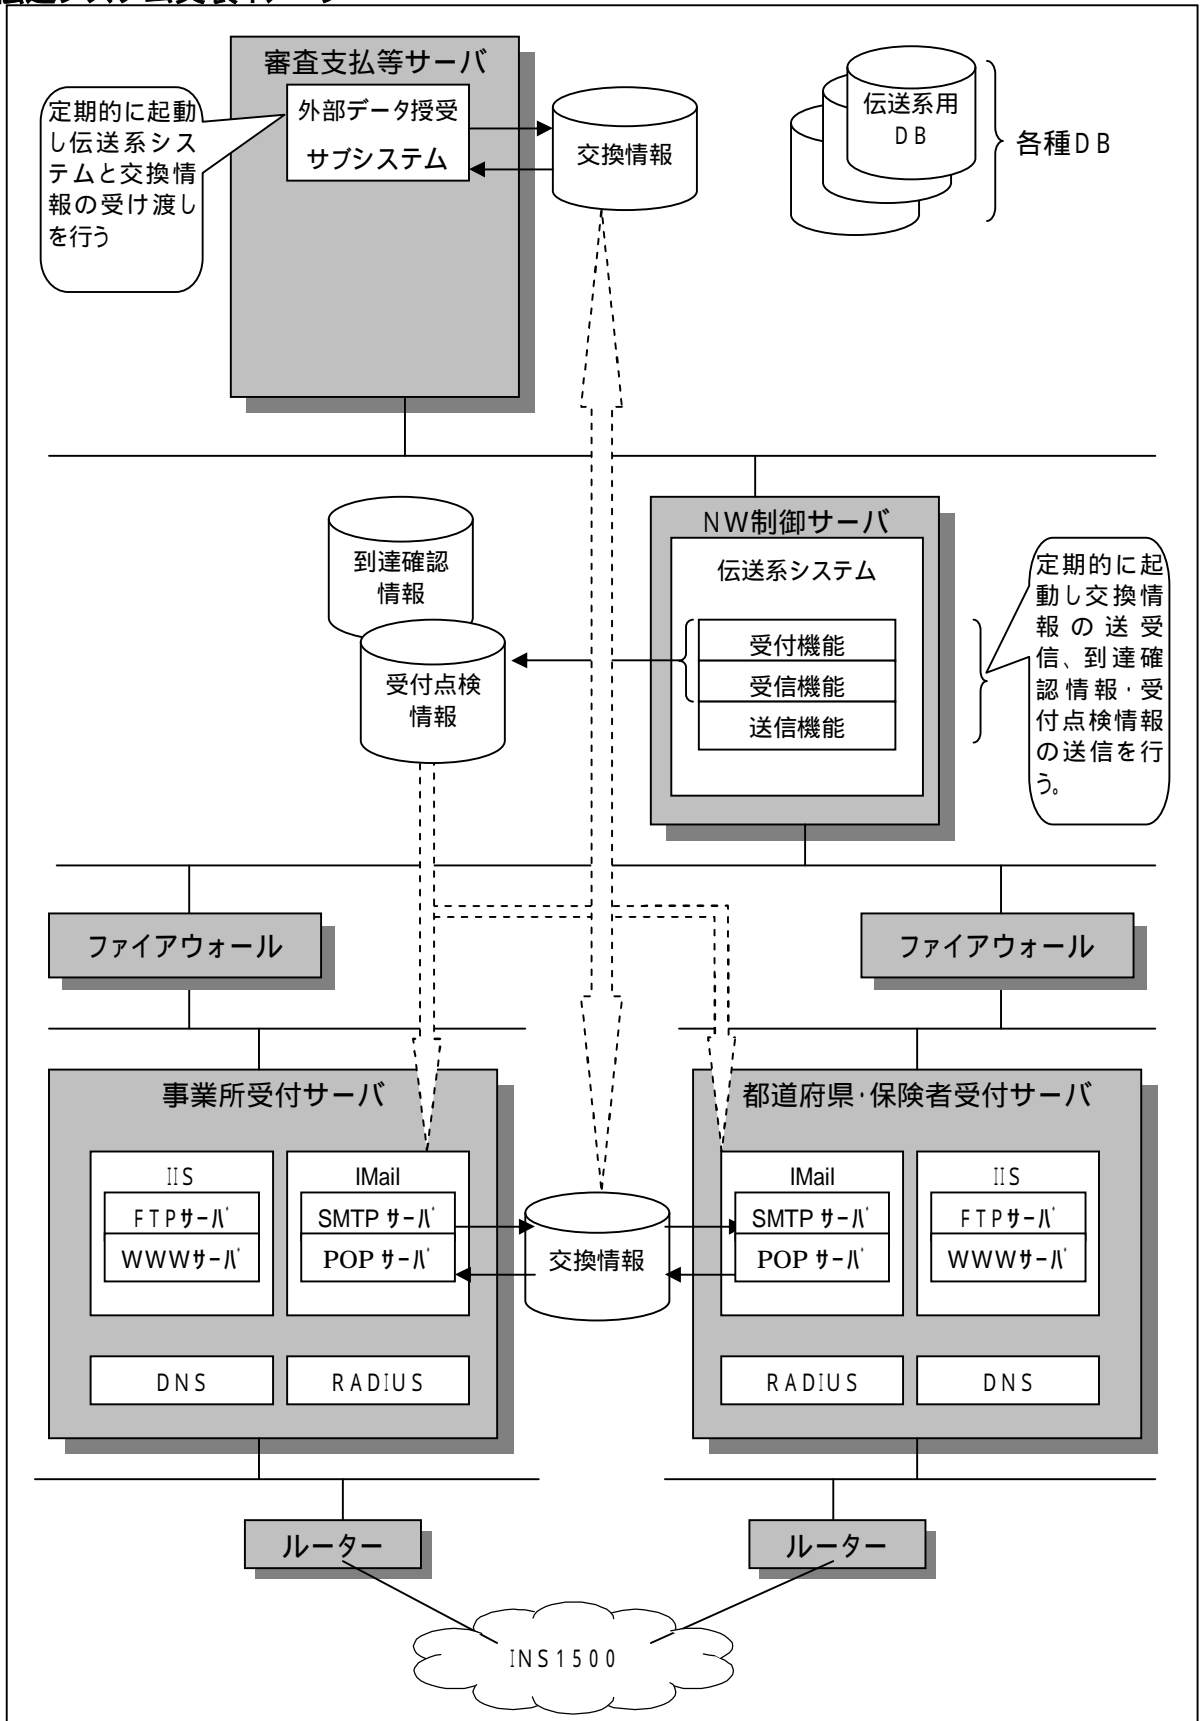 審査支払等サーバ
外部データ授受
サブシステム
定期的に起動
し伝送系シス
テムと交換情
報の受け渡し
を行う
交換情報
伝送系用
DB
各種DB
到達確認
情報
受付点検
情報
NW制御サーバ
伝送系システム
受付機能
受信機能
送信機能
定期的に起
動し交換情
報の送受
信、到達確
認情報・受
付点検情報
の送信を行
う。
ファイアウォール
ファイアウォール
事業所受付サーバ
IIS
FTPサーバ
WWWサーバ
IMail
SMTP サーバ
POP サーバ
DNS
RADIUS
交換情報
都道府県・保険者受付サーバ
IMail
SMTP サーバ
POP サーバ
IIS
FTPサーバ
WWWサーバ
RADIUS
DNS
ルーター
ルーター
INS1500